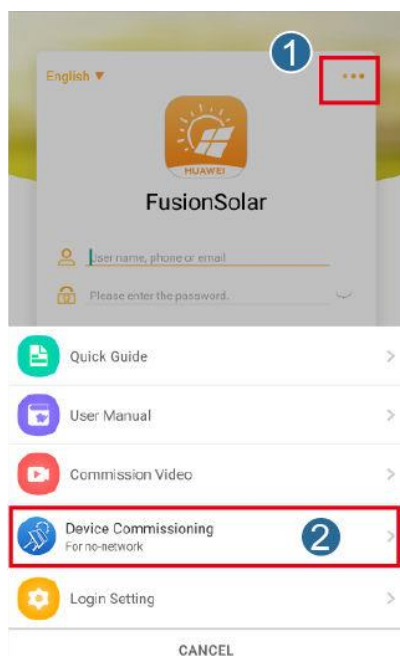 1
English ▼
HUAWEI
FusionSolar
User name, phone or email
Please enter the password.
Quick Guide
User Manual
Commission Video
Device Commissioning
For no-network
2
Login Setting
CANCEL